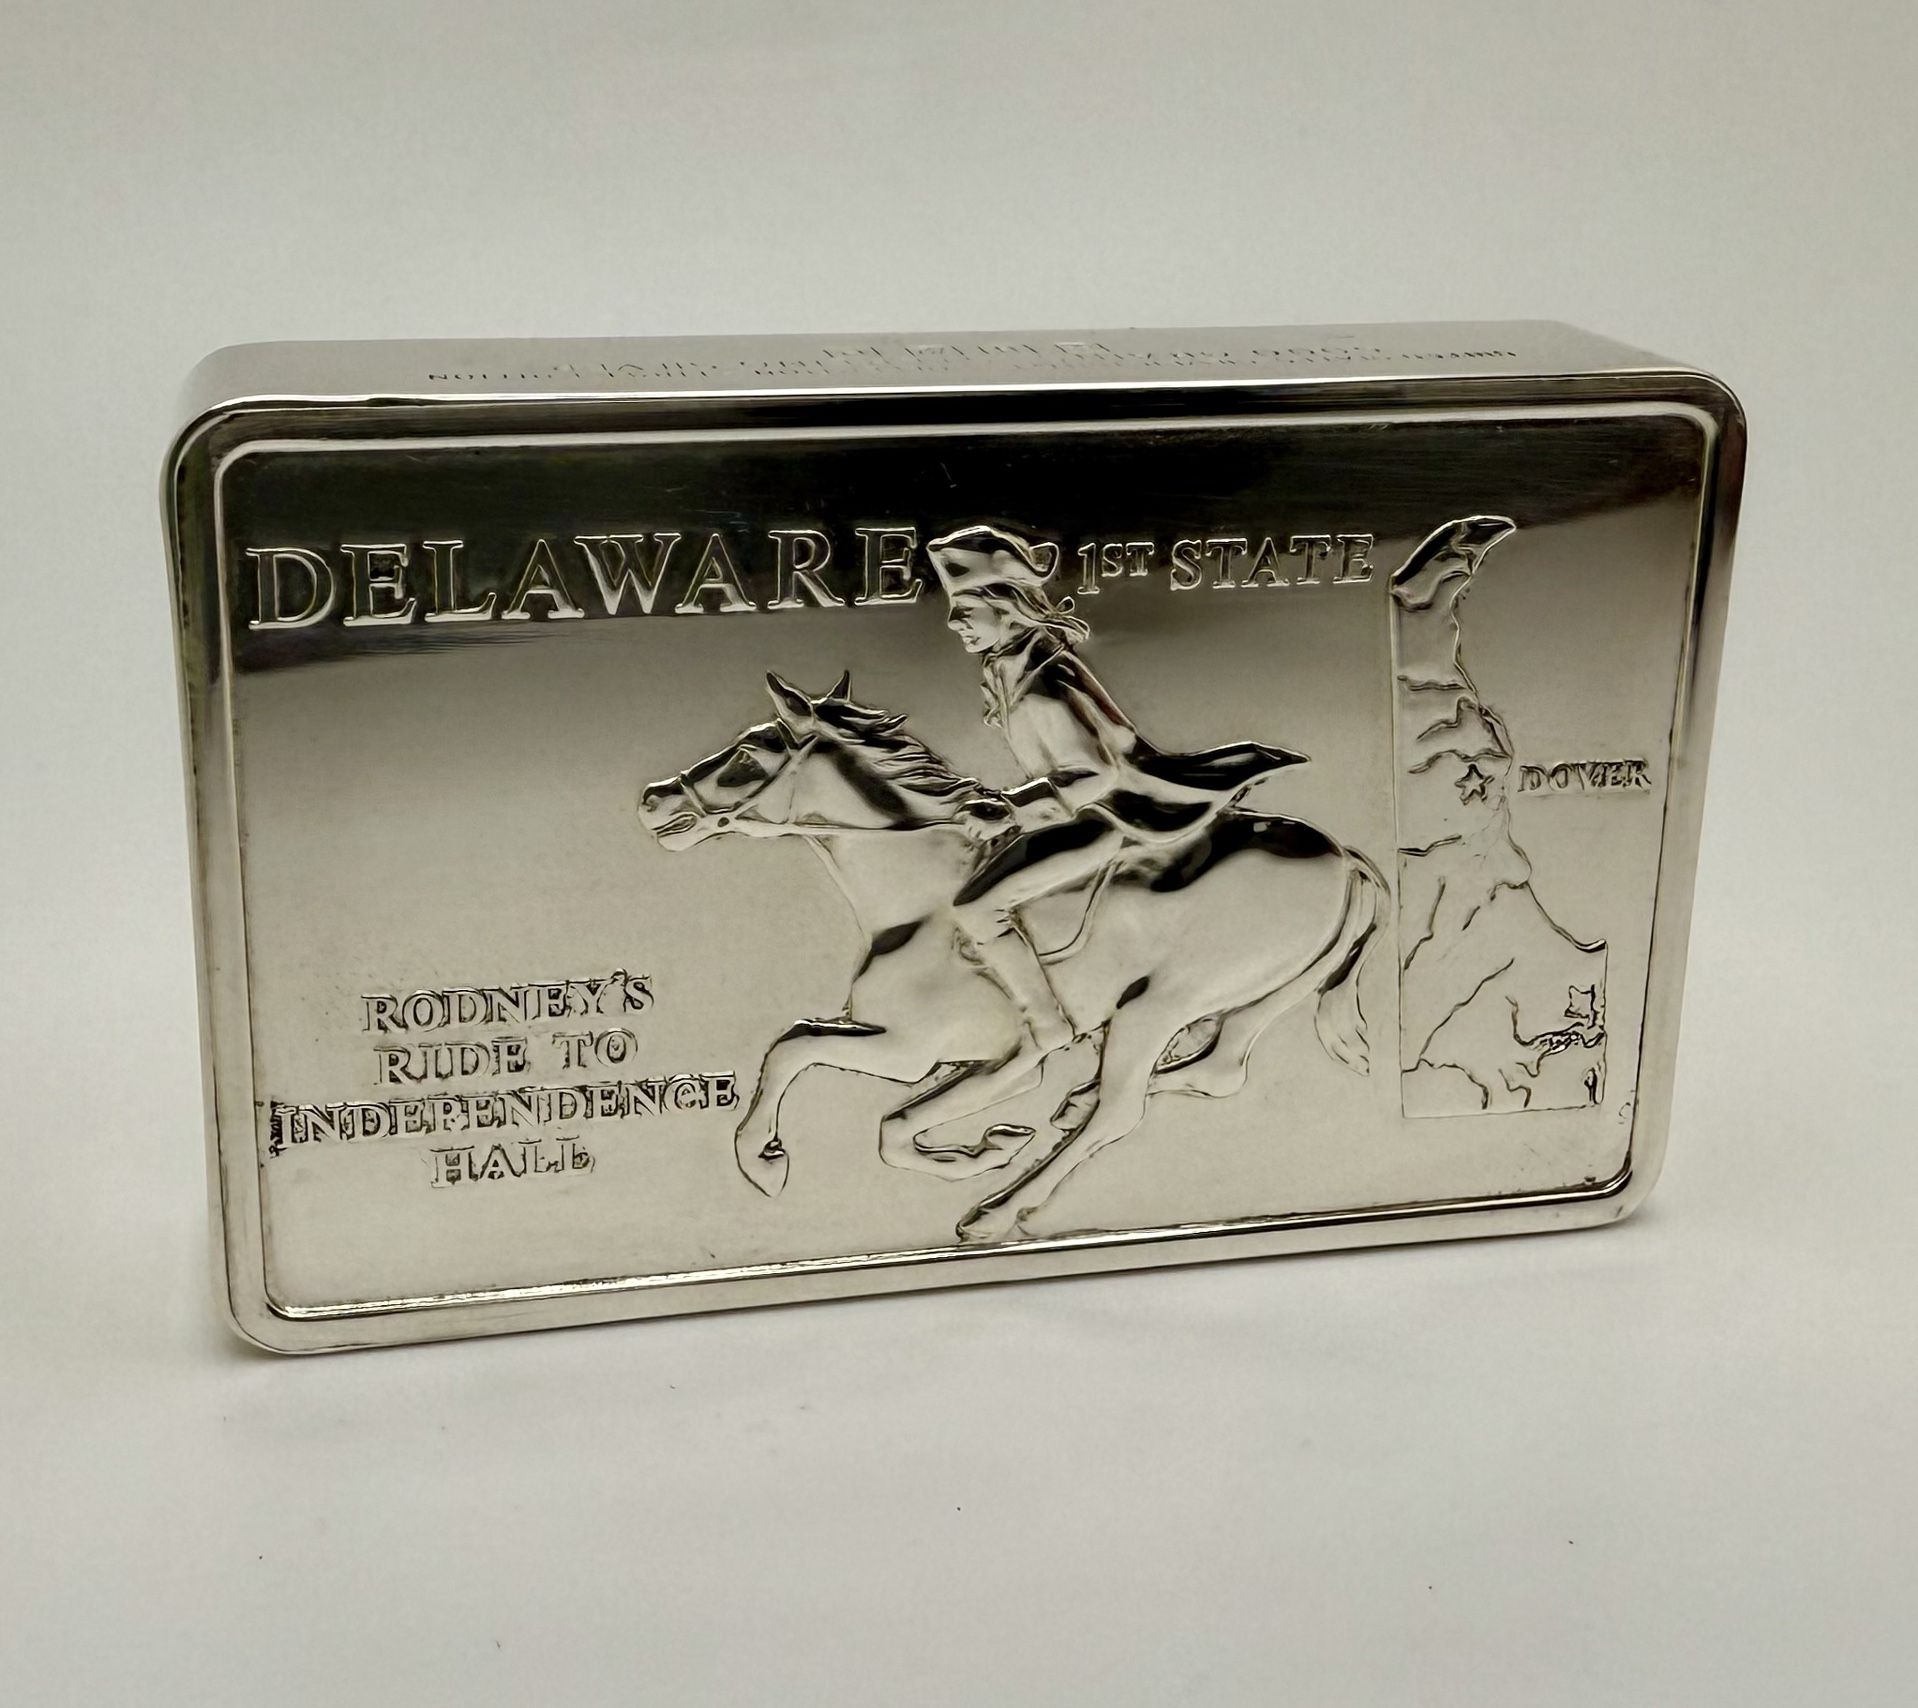 DELAWARE 1ST STATE
DOVER
RODNEY'S
RIDE TO
INDEPENDENCE
HALL